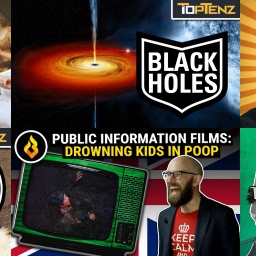 TopTenz
BLACK
HOLES
Z
PUBLIC INFORMATION FILMS:
DROWNING KIDS IN POOP
KEEP
CALM